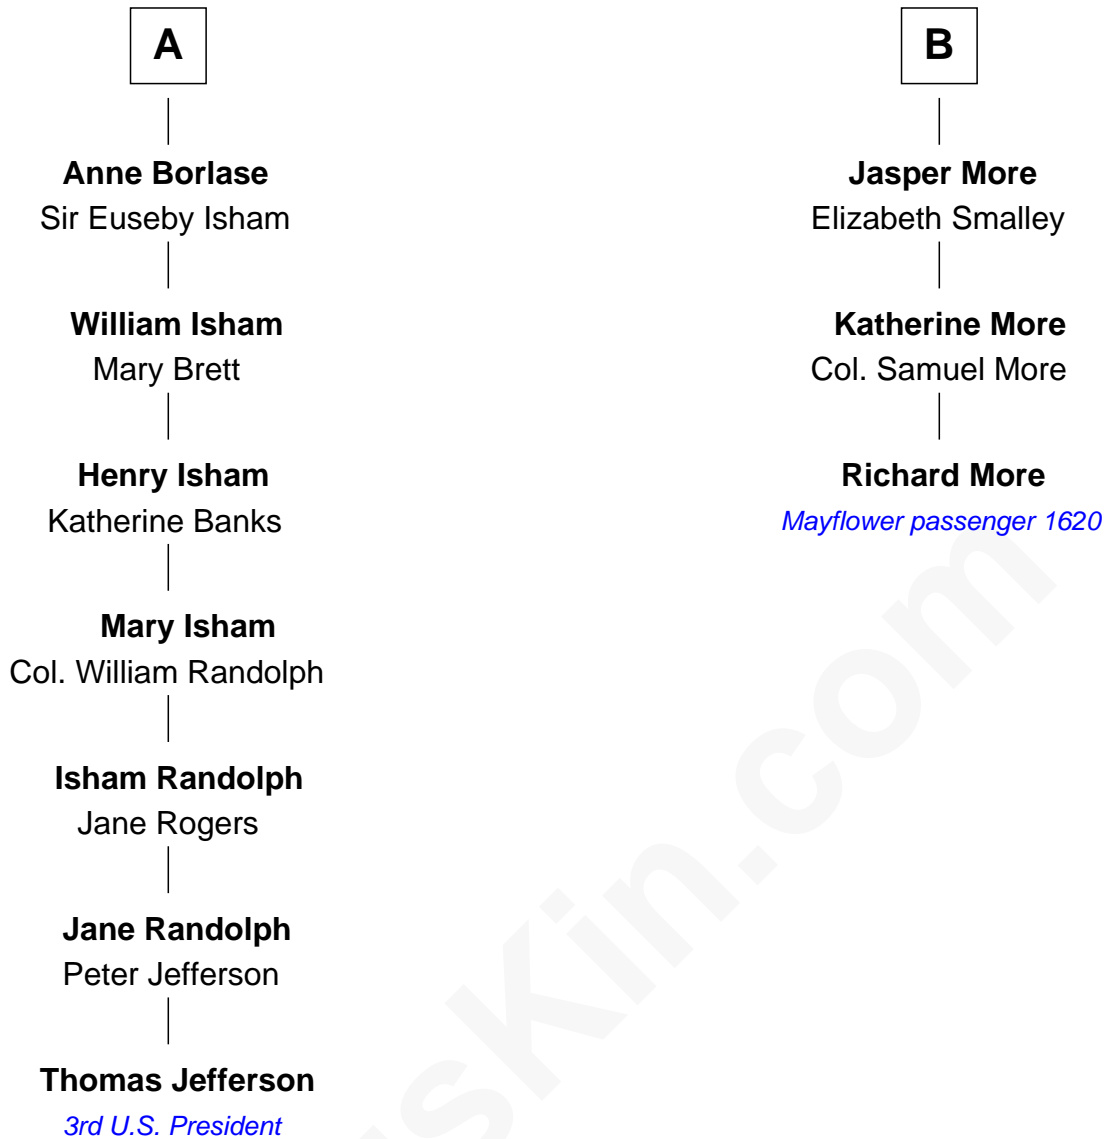 A
Anne Borlase
Sir Euseby Isham
William Isham
Mary Brett
Henry Isham
Katherine Banks
Mary Isham
Col. William Randolph
Isham Randolph
Jane Rogers
Jane Randolph
Peter Jefferson
Thomas Jefferson
3rd U.S. President
B
Jasper More
Elizabeth Smalley
Katherine More
Col. Samuel More
Richard More
Mayflower passenger 1620